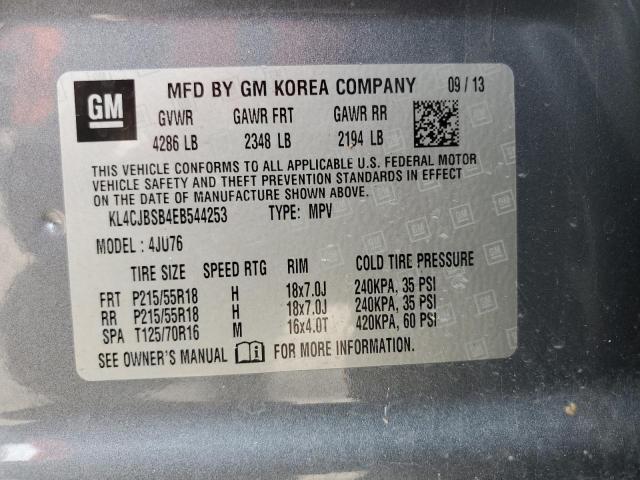 GM
MFD BY GM KOREA COMPANY 09 / 13
GVWR GAWR FRT GAWR RR
4286 LB 2348 LB 2194 LB
THIS VEHICLE CONFORMS TO ALL APPLICABLE U.S. FEDERAL MOTOR
VEHICLE SAFETY AND THEFT PREVENTION STANDARDS IN EFFECT
ON THE DATE OF MANUFACTURE SHOWN ABOVE.
KL4CJBSB4EB544253 TYPE: MPV
MODEL : 4JU76
TIRE SIZE SPEED RTG RIM COLD TIRE PRESSURE
FRT P215/55R18 H 18x7.0J 240KPA, 35 PSI
RR P215/55R18 H 18x7.0J 240KPA, 35 PSI
SPA T125/70R16 M 16x4.0T 420KPA, 60 PSI
SEE OWNER'S MANUAL FOR MORE INFORMATION.